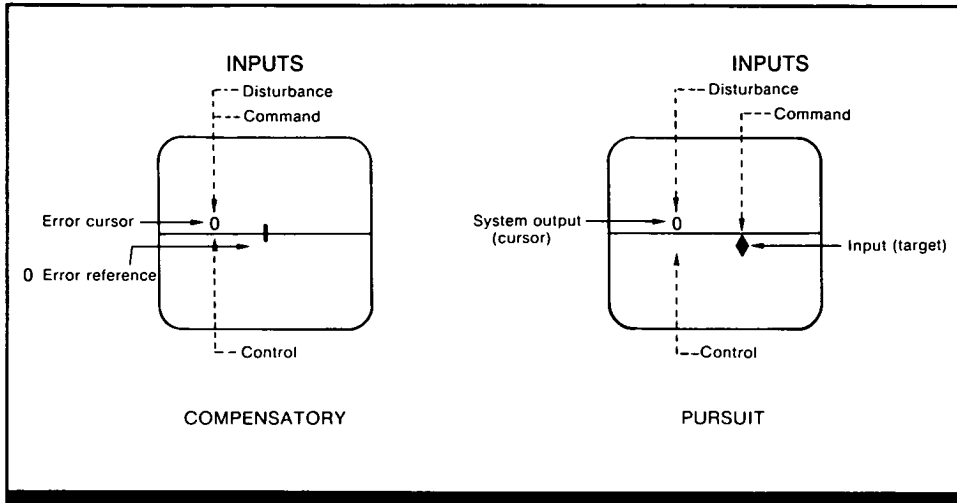 INPUTS
Disturbance
Command
Error cursor
0
0 Error reference
Control
COMPENSATORY
INPUTS
Disturbance
Command
System output
(cursor)
0
Input (target)
Control
PURSUIT